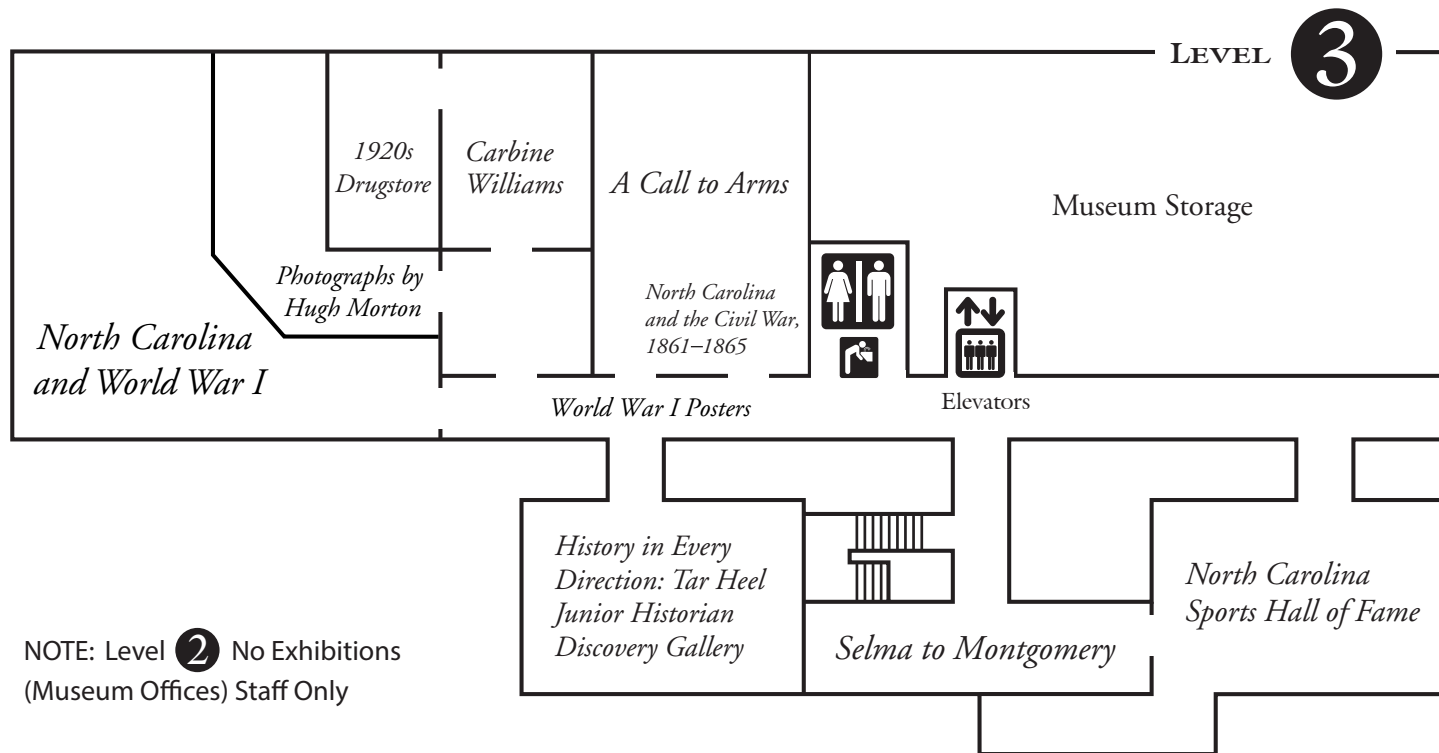 LEVEL 3
1920s
Drugstore
Carbine
Williams
A Call to Arms
Museum Storage
Photographs by
Hugh Morton
North Carolina
and the Civil War,
1861–1865
North Carolina
and World War I
World War I Posters
Elevators
History in Every
Direction: Tar Heel
Junior Historian
Discovery Gallery
North Carolina
Sports Hall of Fame
Selma to Montgomery
NOTE: Level 2 No Exhibitions
(Museum Offices) Staff Only